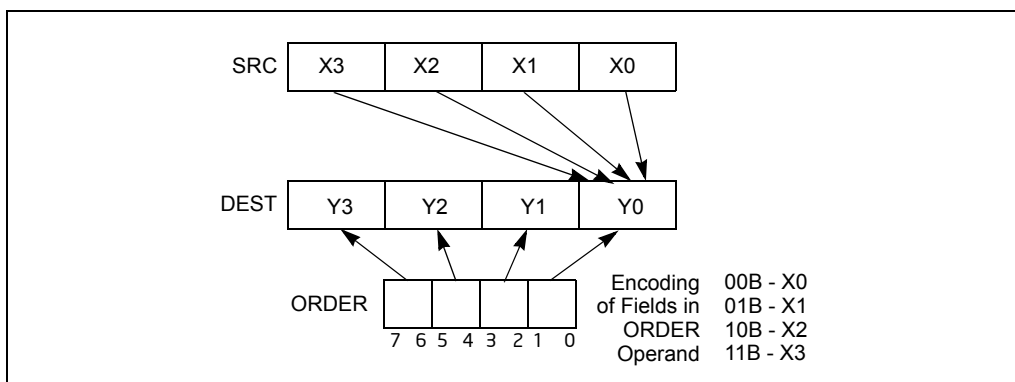 SRC X3 X2 X1 X0
DEST Y3 Y2 Y1 Y0
ORDER
7 6 5 4 3 2 1 0
Encoding 00B - X0
of Fields in 01B - X1
ORDER 10B - X2
Operand 11B - X3